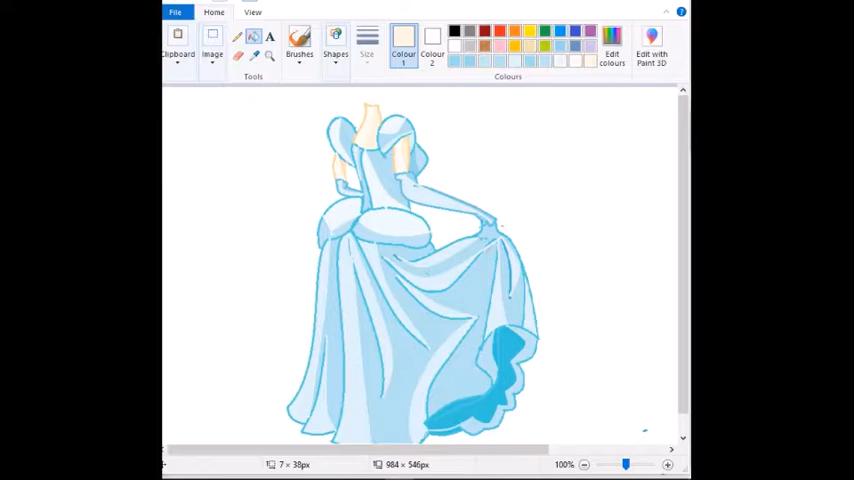 File Home View
Clipboard Image A Brushes Shapes Size Colour 1 Colour 2 Edit colours Edit with Paint 3D
Tools Colours
7 × 38px 984 × 546px 100%